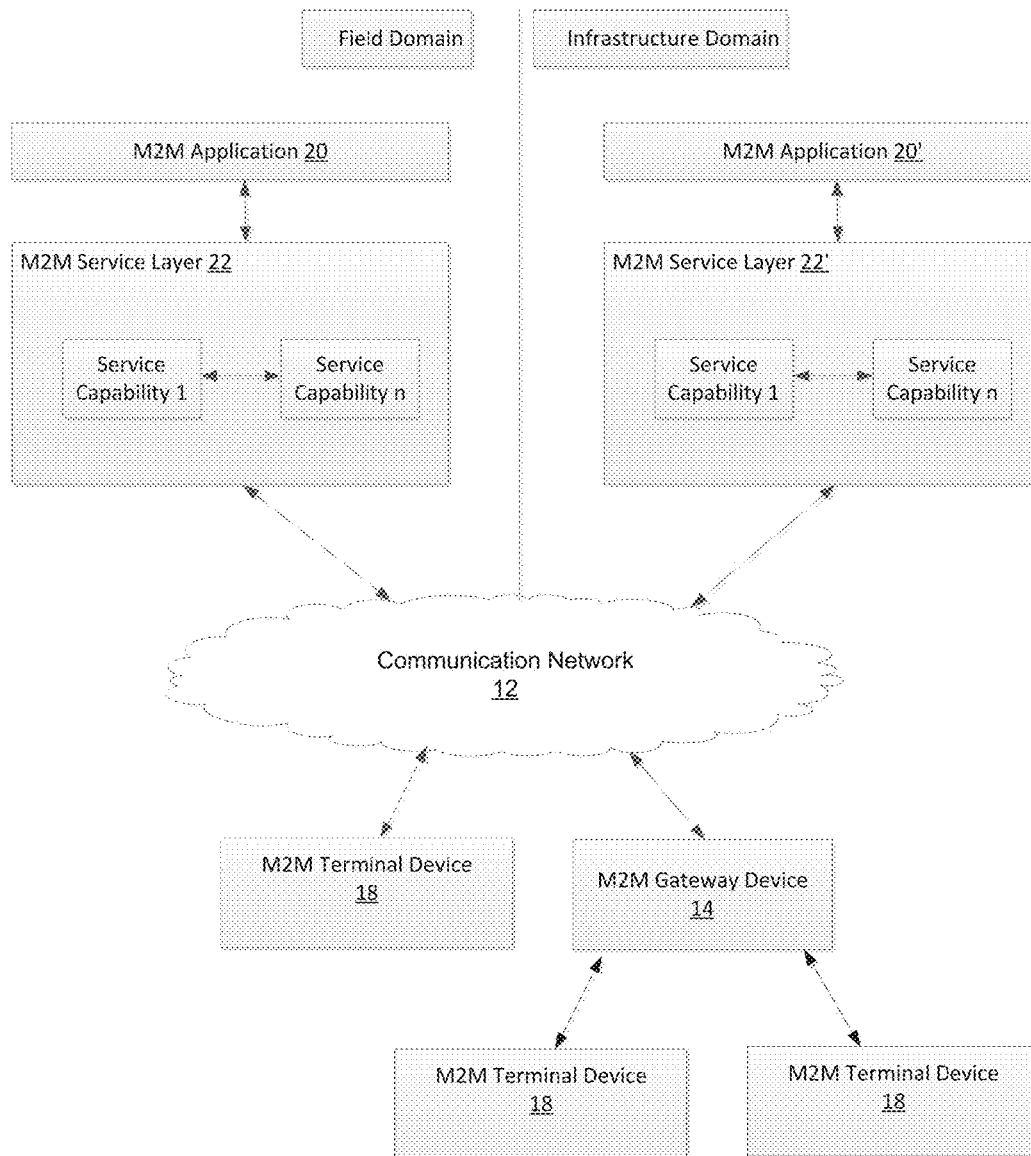 Field Domain
Infrastructure Domain
M2M Application 20
M2M Application 20'
M2M Service Layer 22
M2M Service Layer 22'
Service
Capability 1
Service
Capability n
Service
Capability 1
Service
Capability n
Communication Network
12
M2M Terminal Device
18
M2M Gateway Device
14
M2M Terminal Device
18
M2M Terminal Device
18